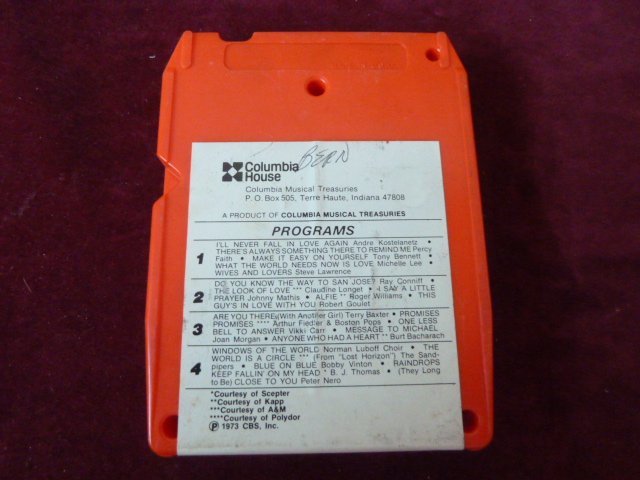 BERN
Columbia
House
Columbia Musical Treasuries
P.O. Box 505, Terre Haute, Indiana 47808
A PRODUCT OF COLUMBIA MUSICAL TREASURIES
PROGRAMS
1
I'LL NEVER FALL IN LOVE AGAIN Andre Kostelanetz •
THERE'S ALWAYS SOMETHING THERE TO REMIND ME Percy
Faith • MAKE IT EASY ON YOURSELF Tony Bennett •
WHAT THE WORLD NEEDS NOW IS LOVE Michelle Lee •
WIVES AND LOVERS Steve Lawrence
2
DO YOU KNOW THE WAY TO SAN JOSE? Ray Conniff •
THE LOOK OF LOVE *** Claudine Longet • I SAY A LITTLE
PRAYER Johnny Mathis • ALFIE ** Roger Williams • THIS
GUY'S IN LOVE WITH YOU Robert Goulet
3
ARE YOU THERE (With Another Girl) Terry Baxter • PROMISES
PROMISES **** Arthur Fiedler & Boston Pops • ONE LESS
BELL TO ANSWER Vikki Carr • MESSAGE TO MICHAEL
Joan Morgan • ANYONE WHO HAD A HEART ** Burt Bacharach
4
WINDOWS OF THE WORLD Norman Luboff Choir • THE
WORLD IS A CIRCLE *** (From "Lost Horizon") The Sand-
pipers • BLUE ON BLUE Bobby Vinton • RAINDROPS
KEEP FALLIN' ON MY HEAD * B. J. Thomas • (They Long
to Be) CLOSE TO YOU Peter Nero
*Courtesy of Scepter
**Courtesy of Kapp
***Courtesy of A&M
****Courtesy of Polydor
Ⓟ 1973 CBS, Inc.